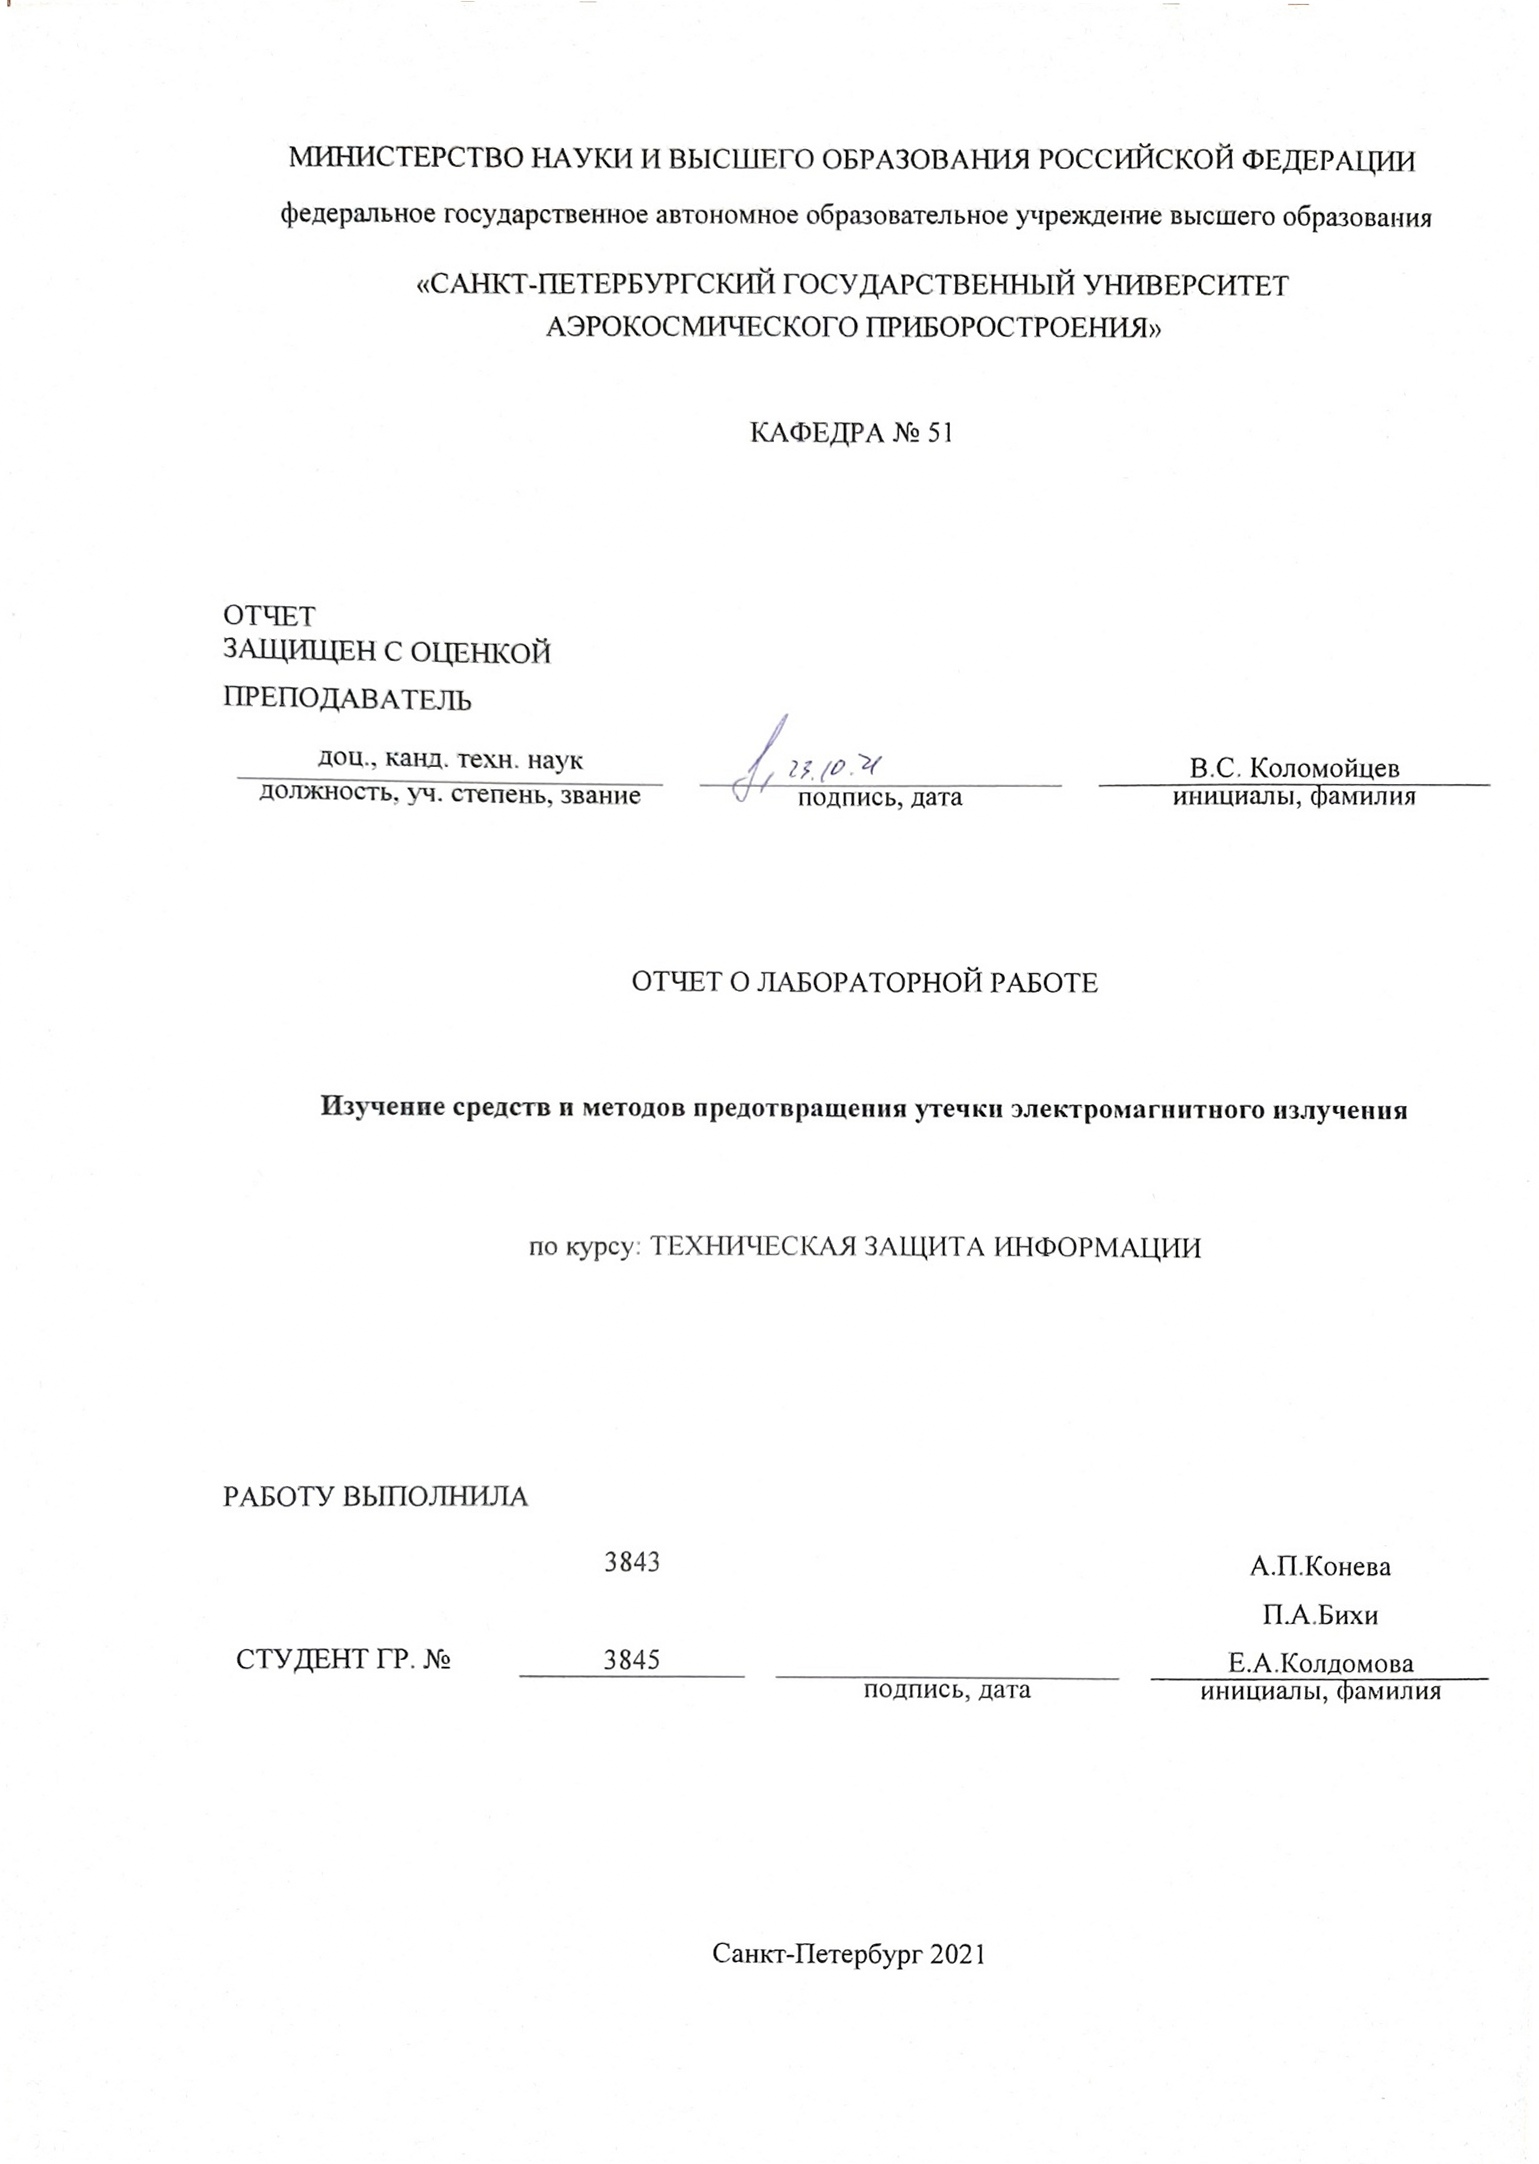 МИНИСТЕРСТВО НАУКИ И ВЫСШЕГО ОБРАЗОВАНИЯ РОССИЙСКОЙ ФЕДЕРАЦИИ
федеральное государственное автономное образовательное учреждение высшего образования
«САНКТ-ПЕТЕРБУРГСКИЙ ГОСУДАРСТВЕННЫЙ УНИВЕРСИТЕТ
АЭРОКОСМИЧЕСКОГО ПРИБОРОСТРОЕНИЯ»
КАФЕДРА № 51
ОТЧЕТ
ЗАЩИЩЕН С ОЦЕНКОЙ
ПРЕПОДАВАТЕЛЬ
доц., канд. техн. наук 23.10.21 В.С. Коломойцев
должность, уч. степень, звание подпись, дата инициалы, фамилия
ОТЧЕТ О ЛАБОРАТОРНОЙ РАБОТЕ
Изучение средств и методов предотвращения утечки электромагнитного излучения
по курсу: ТЕХНИЧЕСКАЯ ЗАЩИТА ИНФОРМАЦИИ
РАБОТУ ВЫПОЛНИЛА
3843 А.П.Конева
П.А.Бихи
СТУДЕНТ ГР. № 3845 Е.А.Колдомова
подпись, дата инициалы, фамилия
Санкт-Петербург 2021